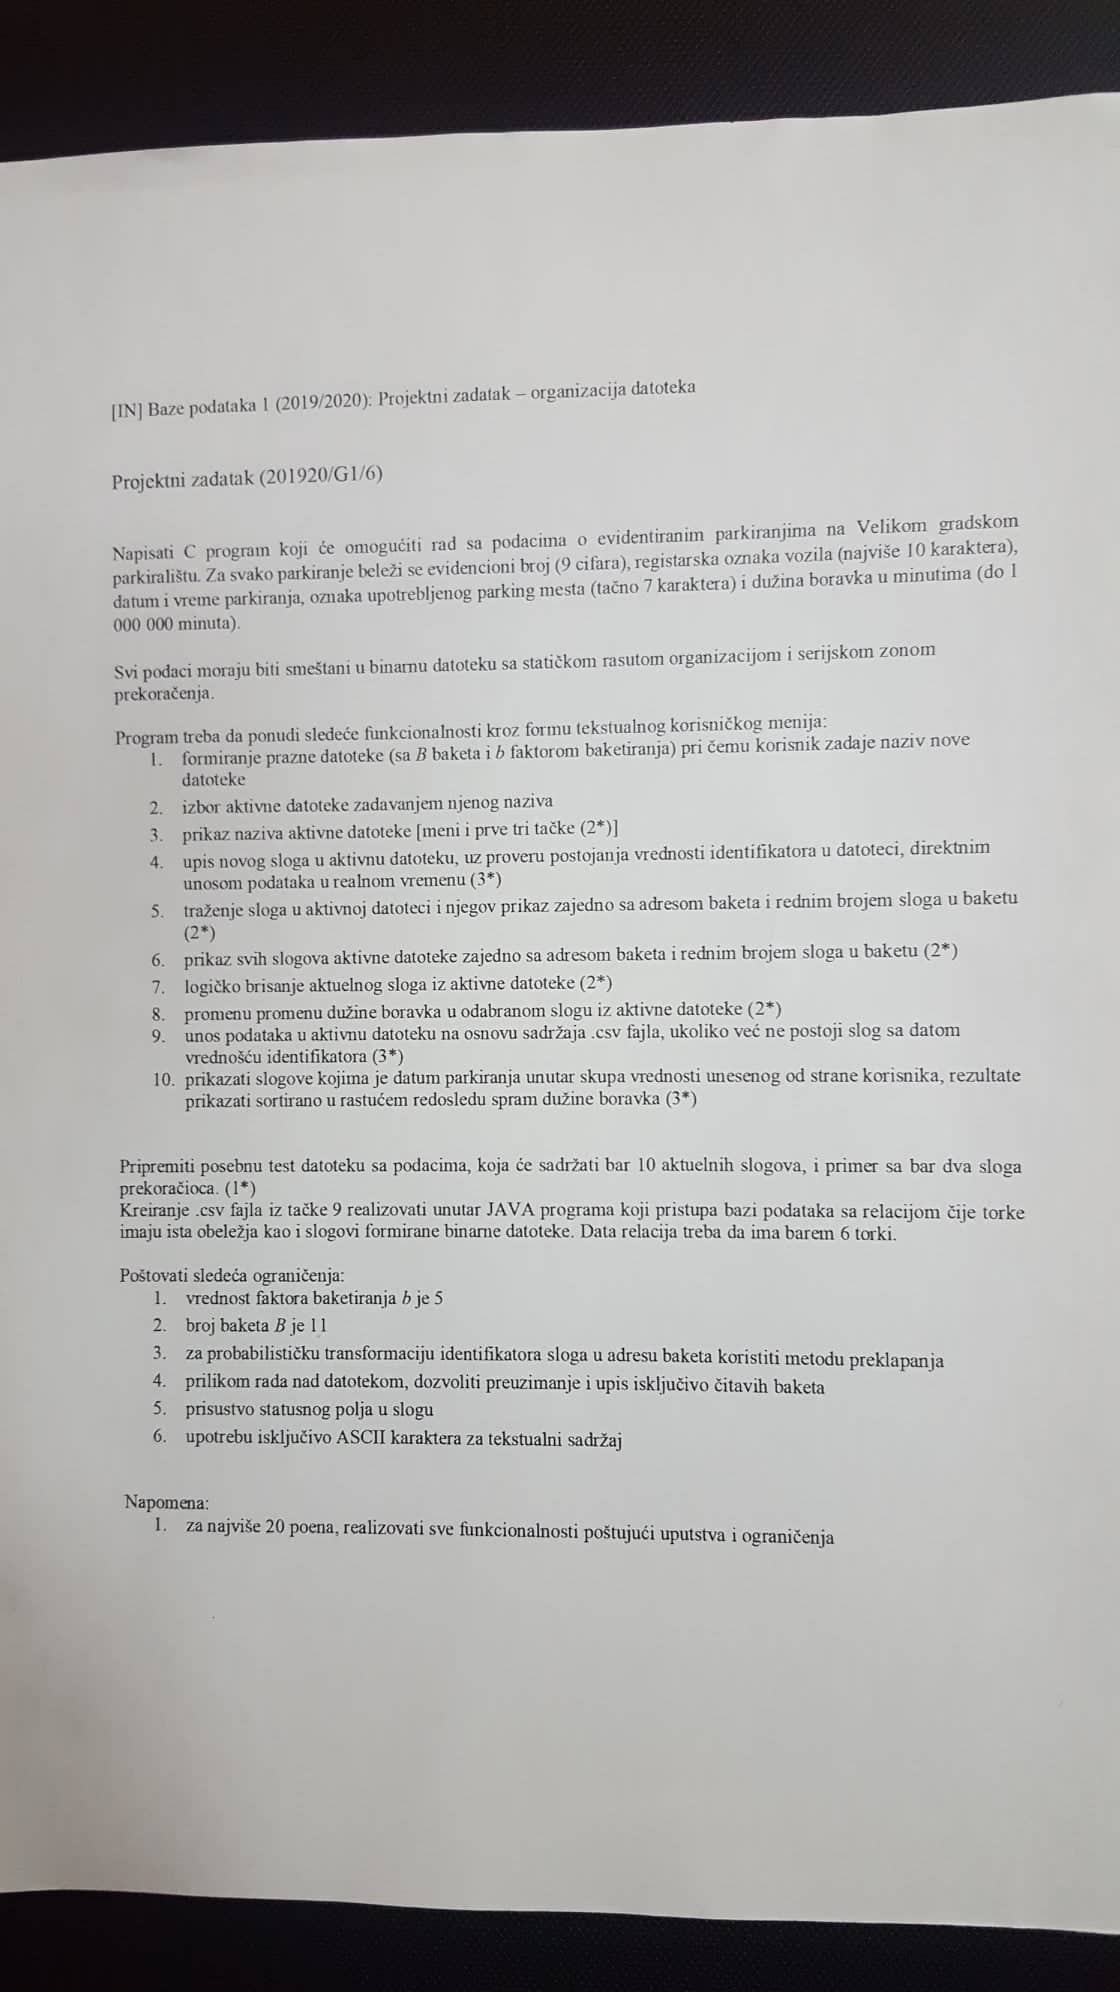 [IN] Baze podataka 1 (2019/2020): Projektni zadatak – organizacija datoteka
Projektni zadatak (201920/G1/6)
Napisati C program koji će omogućiti rad sa podacima o evidentiranim parkiranjima na Velikom gradskom
parkiralištu. Za svako parkiranje beleži se evidencioni broj (9 cifara), registarska oznaka vozila (najviše 10 karaktera),
datum i vreme parkiranja, oznaka upotrebljenog parking mesta (tačno 7 karaktera) i dužina boravka u minutima (do 1
000 000 minuta).
Svi podaci moraju biti smeštani u binarnu datoteku sa statičkom rasutom organizacijom i serijskom zonom
prekoračenja.
Program treba da ponudi sledeće funkcionalnosti kroz formu tekstualnog korisničkog menija:
1. formiranje prazne datoteke (sa B baketa i b faktorom baketiranja) pri čemu korisnik zadaje naziv nove
datoteke
2. izbor aktivne datoteke zadavanjem njenog naziva
3. prikaz naziva aktivne datoteke [meni i prve tri tačke (2*)]
4. upis novog sloga u aktivnu datoteku, uz proveru postojanja vrednosti identifikatora u datoteci, direktnim
unosom podataka u realnom vremenu (3*)
5. traženje sloga u aktivnoj datoteci i njegov prikaz zajedno sa adresom baketa i rednim brojem sloga u baketu
(2*)
6. prikaz svih slogova aktivne datoteke zajedno sa adresom baketa i rednim brojem sloga u baketu (2*)
7. logičko brisanje aktuelnog sloga iz aktivne datoteke (2*)
8. promenu promenu dužine boravka u odabranom slogu iz aktivne datoteke (2*)
9. unos podataka u aktivnu datoteku na osnovu sadržaja .csv fajla, ukoliko već ne postoji slog sa datom
vrednošću identifikatora (3*)
10. prikazati slogove kojima je datum parkiranja unutar skupa vrednosti unesenog od strane korisnika, rezultate
prikazati sortirano u rastućem redosledu spram dužine boravka (3*)
Pripremiti posebnu test datoteku sa podacima, koja će sadržati bar 10 aktuelnih slogova, i primer sa bar dva sloga
prekoračioca. (1*)
Kreiranje .csv fajla iz tačke 9 realizovati unutar JAVA programa koji pristupa bazi podataka sa relacijom čije torke
imaju ista obeležja kao i slogovi formirane binarne datoteke. Data relacija treba da ima barem 6 torki.
Poštovati sledeća ograničenja:
1. vrednost faktora baketiranja b je 5
2. broj baketa B je 11
3. za probabilističku transformaciju identifikatora sloga u adresu baketa koristiti metodu preklapanja
4. prilikom rada nad datotekom, dozvoliti preuzimanje i upis isključivo čitavih baketa
5. prisustvo statusnog polja u slogu
6. upotrebu isključivo ASCII karaktera za tekstualni sadržaj
Napomena:
1. za najviše 20 poena, realizovati sve funkcionalnosti poštujući uputstva i ograničenja